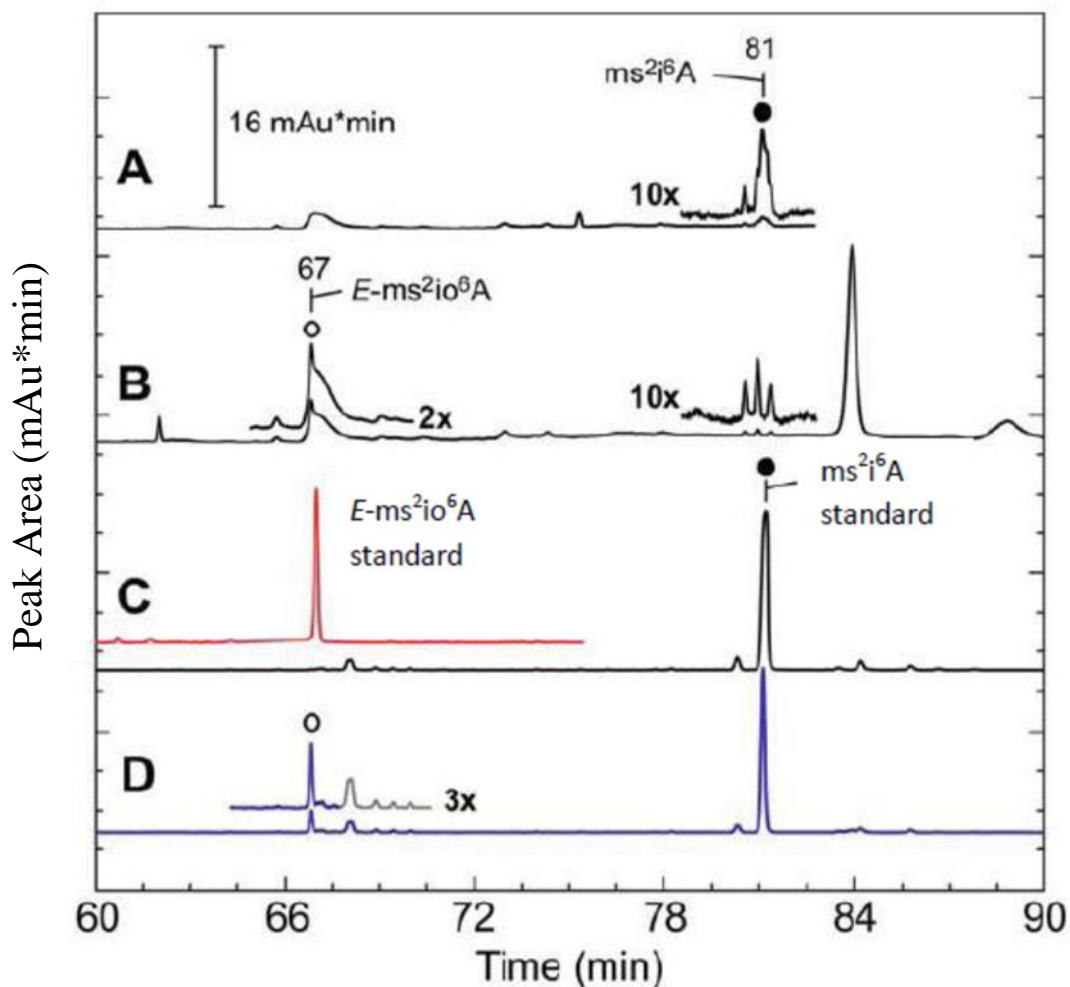 81
ms²i⁶A
16 mAu*min
A
10x
67
E-ms²io⁶A
B
2x
10x
ms²i⁶A
standard
E-ms²io⁶A
standard
C
D
3x
Peak Area (mAu*min)
60 66 72 78 84 90
Time (min)